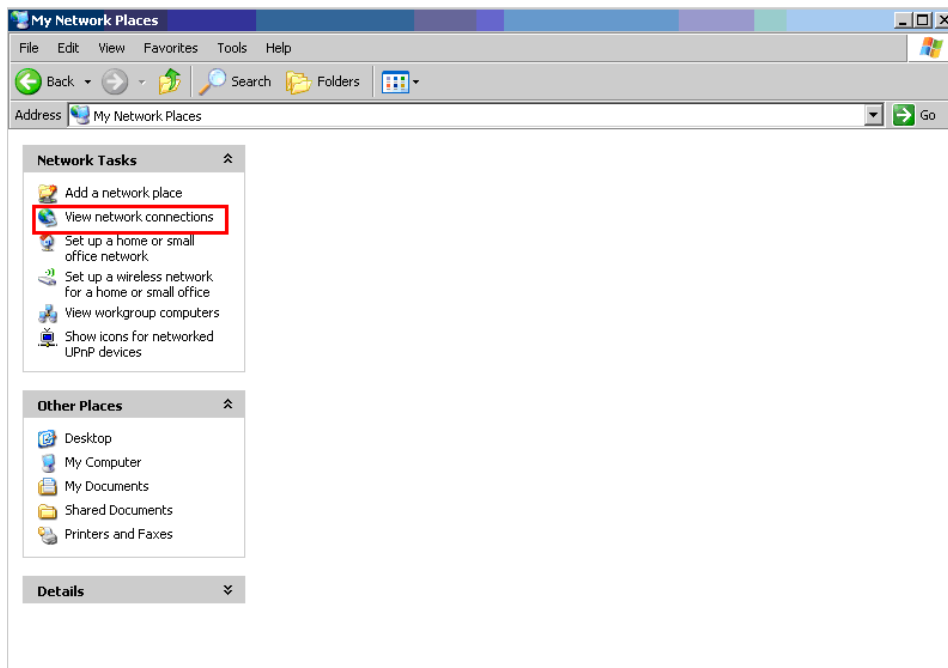 My Network Places
File Edit View Favorites Tools Help
Back Search Folders
Address My Network Places Go
Network Tasks
Add a network place
View network connections
Set up a home or small
office network
Set up a wireless network
for a home or small office
View workgroup computers
Show icons for networked
UPnP devices
Other Places
Desktop
My Computer
My Documents
Shared Documents
Printers and Faxes
Details